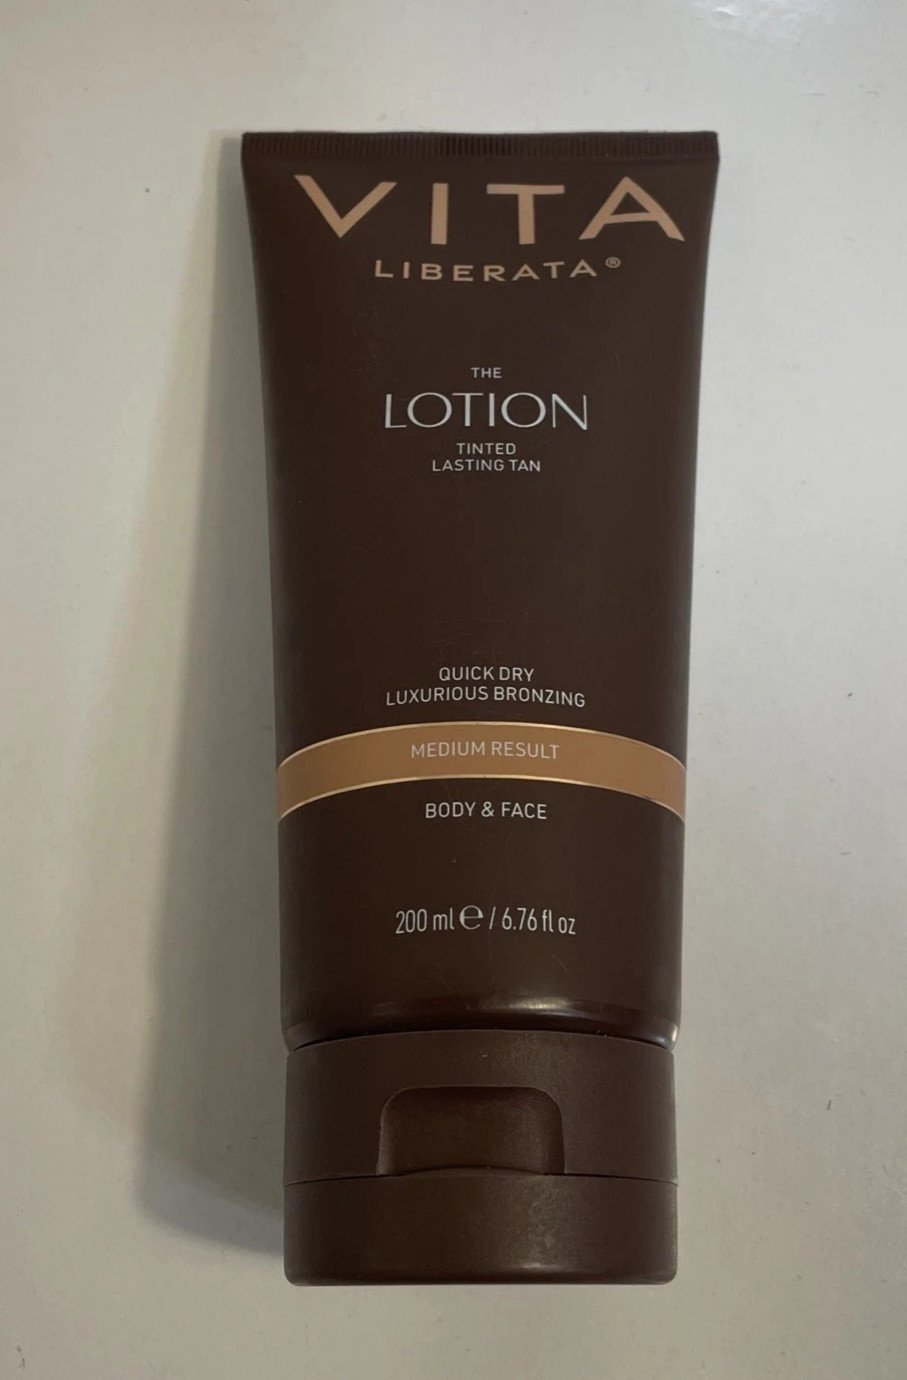 VITA
LIBERATA®
THE
LOTION
TINTED
LASTING TAN
QUICK DRY
LUXURIOUS BRONZING
MEDIUM RESULT
BODY & FACE
200 ml ℮ / 6.76 fl oz